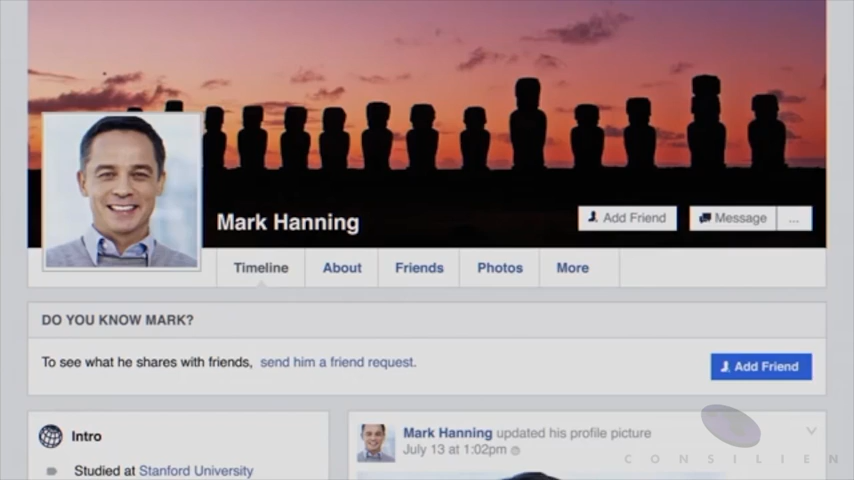 Mark Hanning
Add Friend
Message
...
Timeline
About
Friends
Photos
More
DO YOU KNOW MARK?
To see what he shares with friends, send him a friend request.
Add Friend
Intro
Studied at Stanford University
Mark Hanning updated his profile picture
July 13 at 1:02pm
CONSILIEN